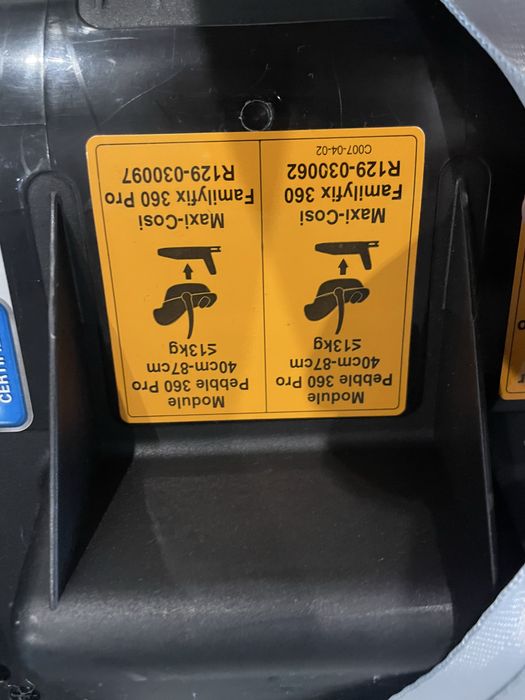 Module
Pebble 360 Pro
40cm-87cm
≤13kg
Maxi-Cosi
Familyfix 360
R129-030062
C007-04-02
Module
Pebble 360 Pro
40cm-87cm
≤13kg
Maxi-Cosi
Familyfix 360 Pro
R129-030097